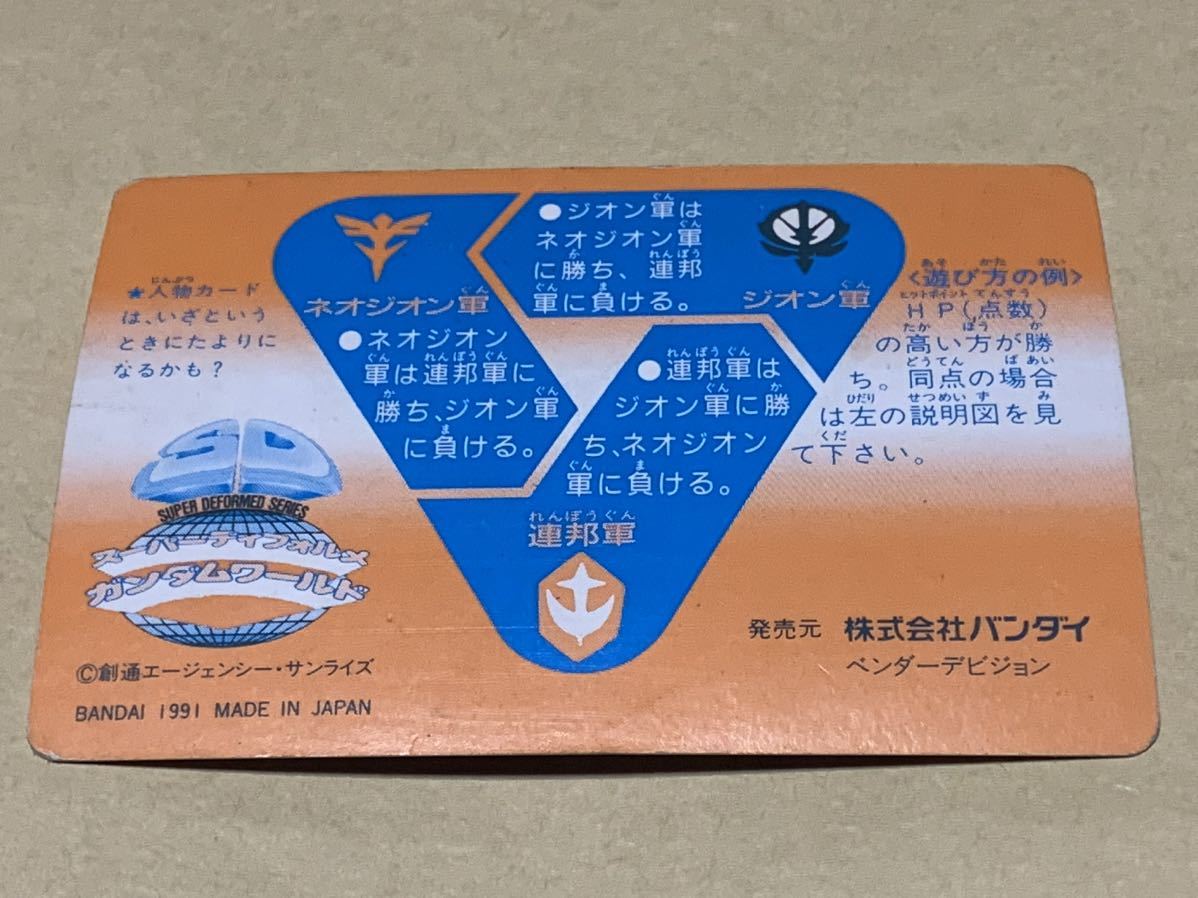 ★人物カード
は、いざという
ときにたよりに
なるかも？
ネオジオン軍
●ネオジオン
軍は連邦軍に
勝ち、ジオン軍
に負ける。
●ジオン軍は
ネオジオン軍
に勝ち、連邦
軍に負ける。
ジオン軍
●連邦軍は
ジオン軍に勝
ち、ネオジオン
軍に負ける。
連邦軍
れんぽうぐん
〈遊び方の例〉
HP(点数)
の高い方が勝
ち。同点の場合
は左の説明図を見
て下さい。
SD
SUPER DEFORMED SERIES
スーパーディフォルメ
ガンダムワールド
©創通エージェンシー・サンライズ
BANDAI 1991 MADE IN JAPAN
発売元 株式会社バンダイ
ベンダーデビジョン